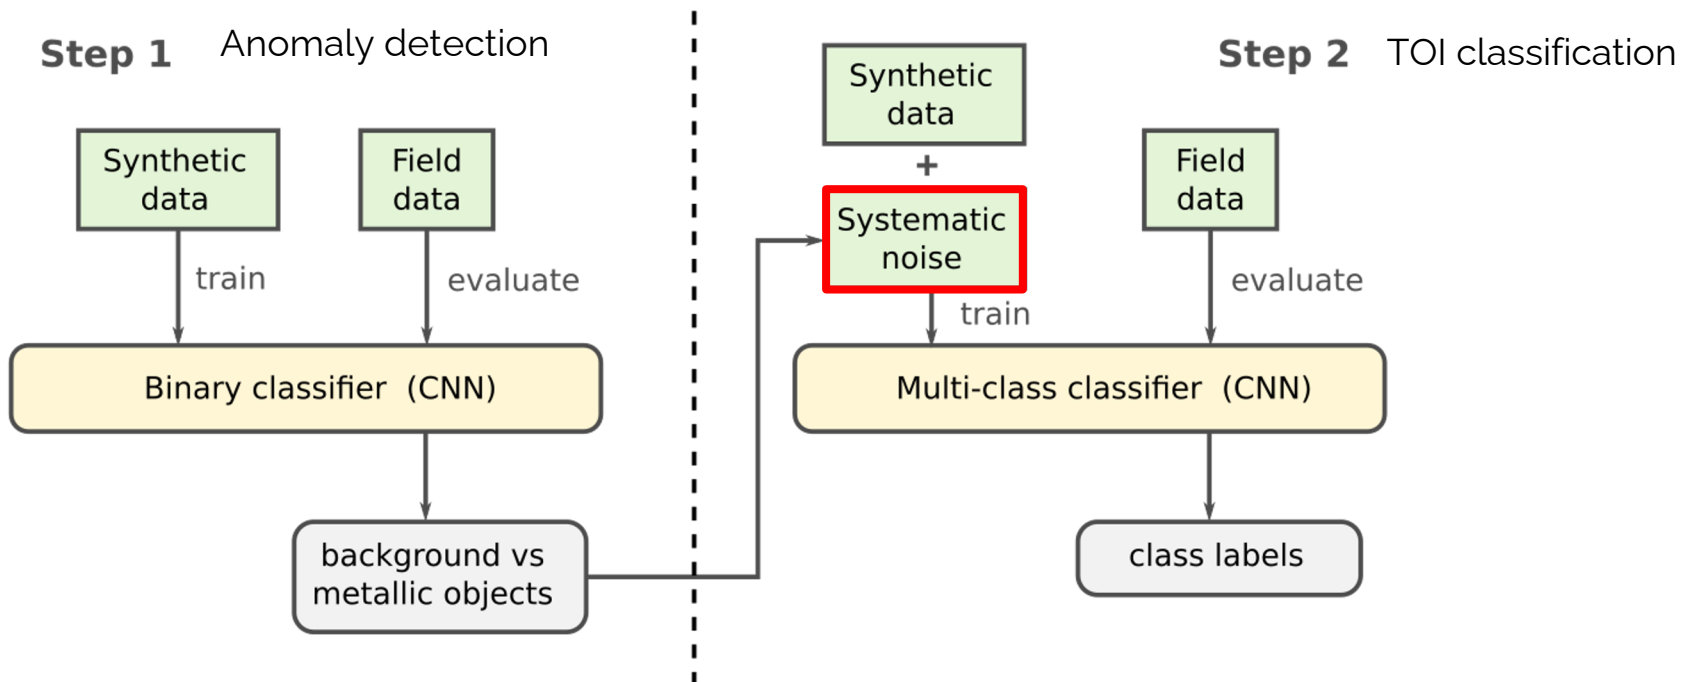 Step 1 Anomaly detection
Synthetic
data
Field
data
train
evaluate
Binary classifier (CNN)
background vs
metallic objects
Step 2 TOI classification
Synthetic
data
+
Systematic
noise
Field
data
train
evaluate
Multi-class classifier (CNN)
class labels